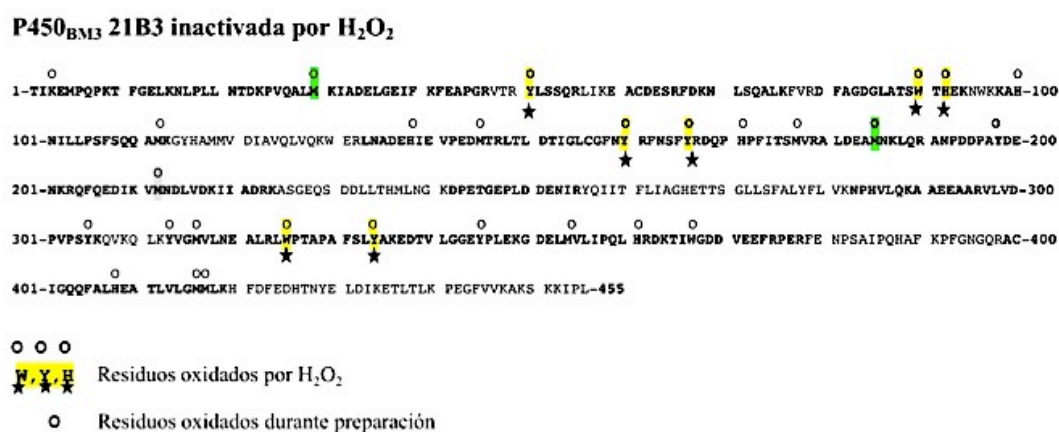 P450BM3 21B3 inactivada por H2O2
1-TIKEMPQPKT FGELKNLPLL NTDKPVQALM KIADELGEIF KFEAPGRVTR YLSSQRLIKE ACDESRFDKN LSQALKFVRD FAGDGLATSW THEKNWKKAH-100
101-NILLPSFSQQ AMKGYHAMMV DIAVQLVQKW ERLNADEHIE VPEDMTRLTL DTIGLCGFNY RFNSFYRDQP HPFITSMVRA LDEAMNKLQR ANPDDPAYDE-200
201-NKRQFQEDIK VMNDLVDKII ADRKASGEQS DDLLTHMLNG KDPETGEPLD DENIRYQIIT FLIAGHETTS GLLSFALYFL VKNPHVLQKA AEEAARVLVD-300
301-PVPSYKQVKQ LKYVGMVLNE ALRLWPTAPA FSLYAKEDTV LGGEYPLEKG DELMVLIPQL HRDKTIWGDD VEEFRPERFE NPSAIPQHAF KPFGNGQRAC-400
401-IGQQFALHEA TLVLGMMLKH FDFEDHTNYE LDIKETLTLK PEGFVVKAKS KKIPL-455
W,Y,H Residuos oxidados por H2O2
Residuos oxidados durante preparación